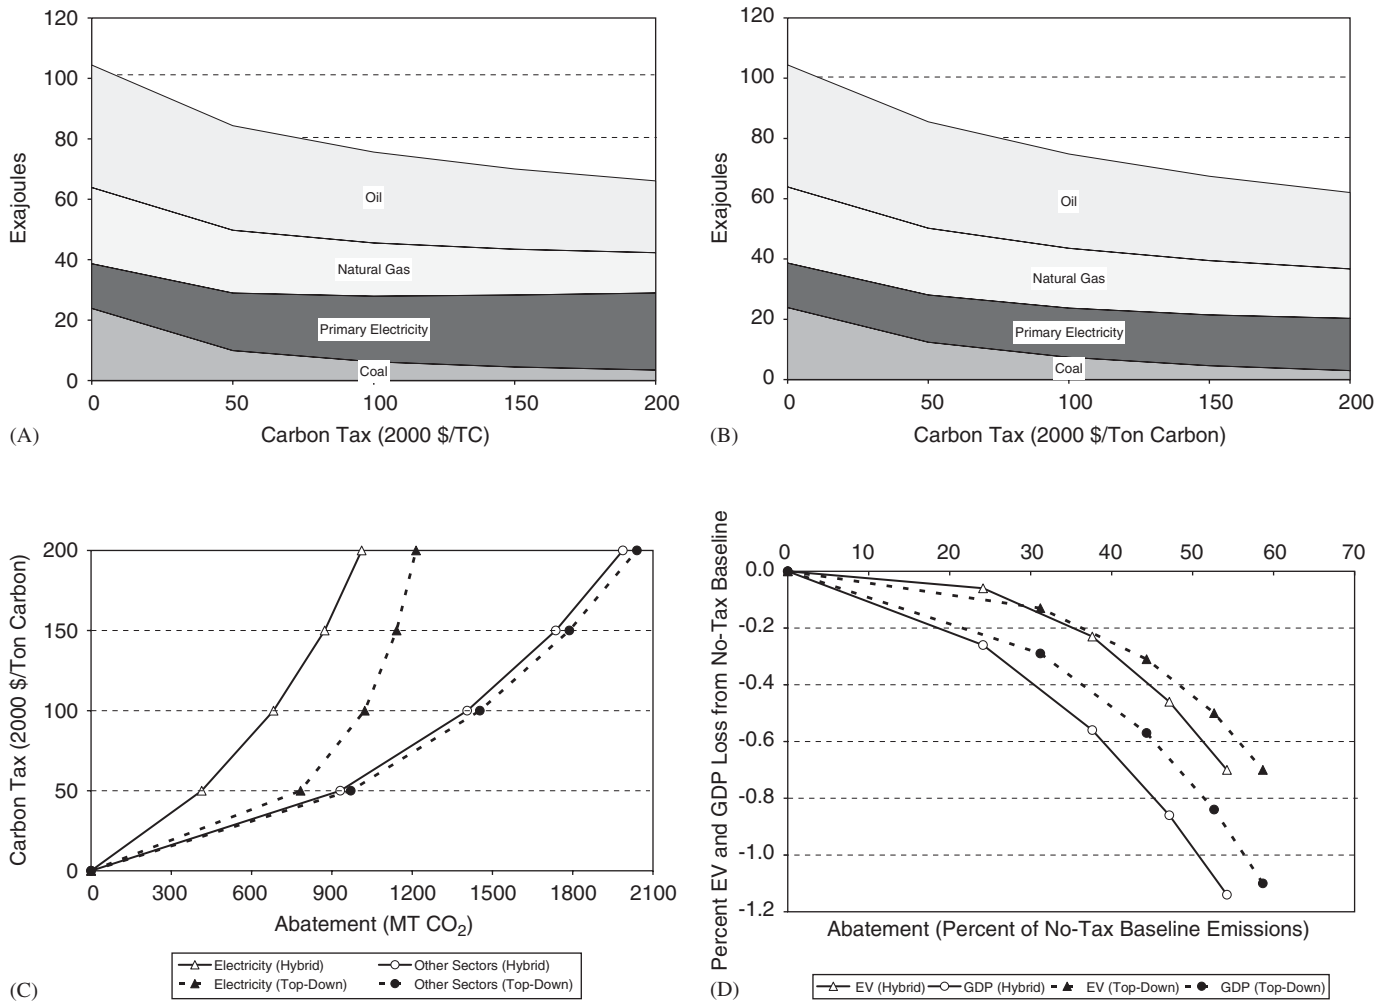 120
100
80
60
40
20
0
Exajoules
Oil
Natural Gas
Primary Electricity
Coal
0 50 100 150 200
(A)
Carbon Tax (2000 $/TC)
120
100
80
60
40
20
0
Exajoules
Oil
Natural Gas
Primary Electricity
Coal
0 50 100 150 200
(B)
Carbon Tax (2000 $/Ton Carbon)
200
150
100
50
0
Carbon Tax (2000 $/Ton Carbon)
0 300 600 900 1200 1500 1800 2100
Abatement (MT CO2)
Electricity (Hybrid) Other Sectors (Hybrid)
Electricity (Top-Down) Other Sectors (Top-Down)
(C)
Percent EV and GDP Loss from No-Tax Baseline
0 10 20 30 40 50 60 70
0.0
-0.2
-0.4
-0.6
-0.8
-1.0
-1.2
Abatement (Percent of No-Tax Baseline Emissions)
EV (Hybrid) GDP (Hybrid) EV (Top-Down) GDP (Top-Down)
(D)